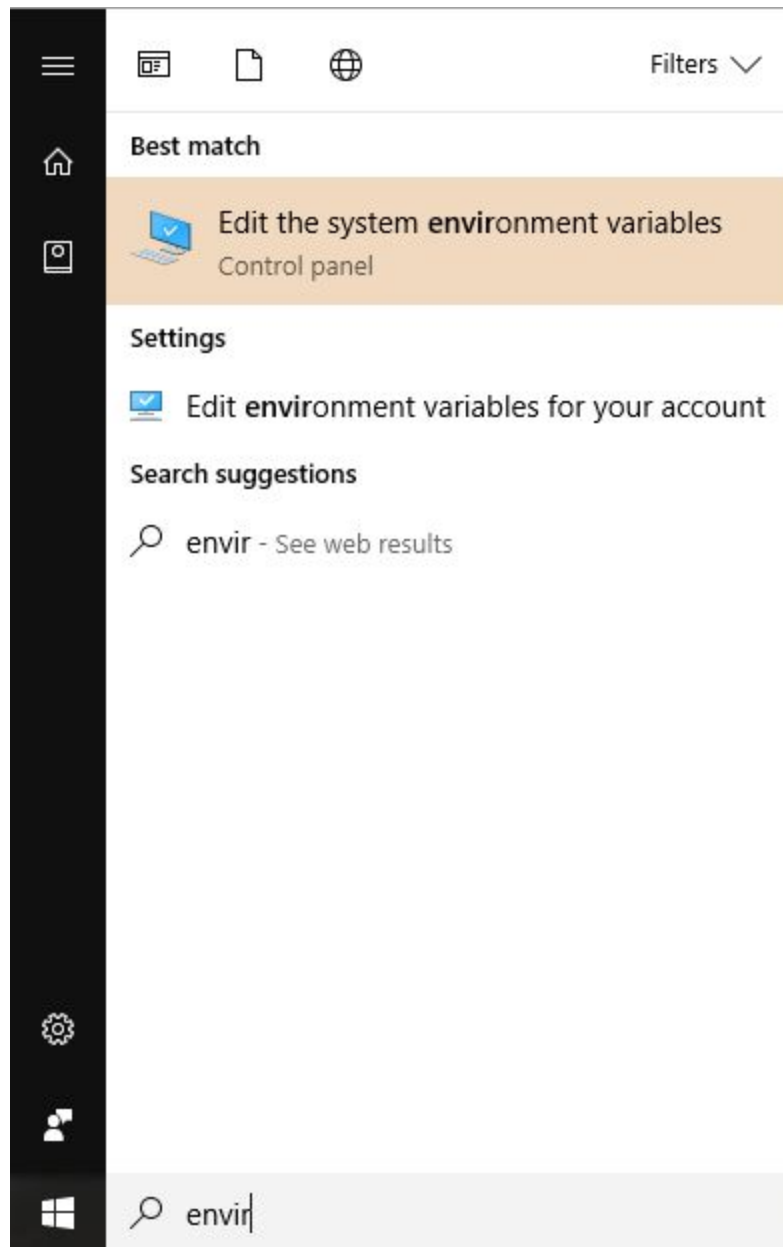 Filters
Best match
Edit the system environment variables
Control panel
Settings
Edit environment variables for your account
Search suggestions
envir - See web results
envir